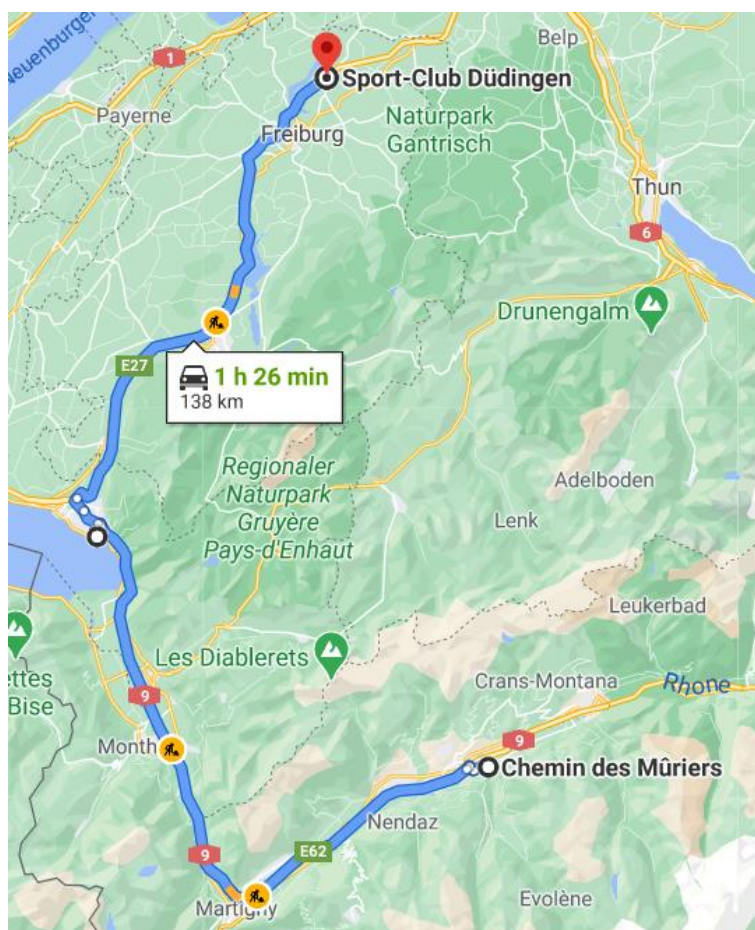 Neuenburger
1
Belp
Sport-Club Düdingen
Payerne
Freiburg
Naturpark
Gantrisch
Thun
6
Drunengalm
E27
1 h 26 min
138 km
Regionaler
Naturpark
Gruyère
Pays-d'Enhaut
Adelboden
Lenk
Leukerbad
ettes
Bise
Les Diablerets
Crans-Montana
Rhone
9
Month
9
Chemin des Mûriers
Nendaz
9
E62
Martigny
Evolène